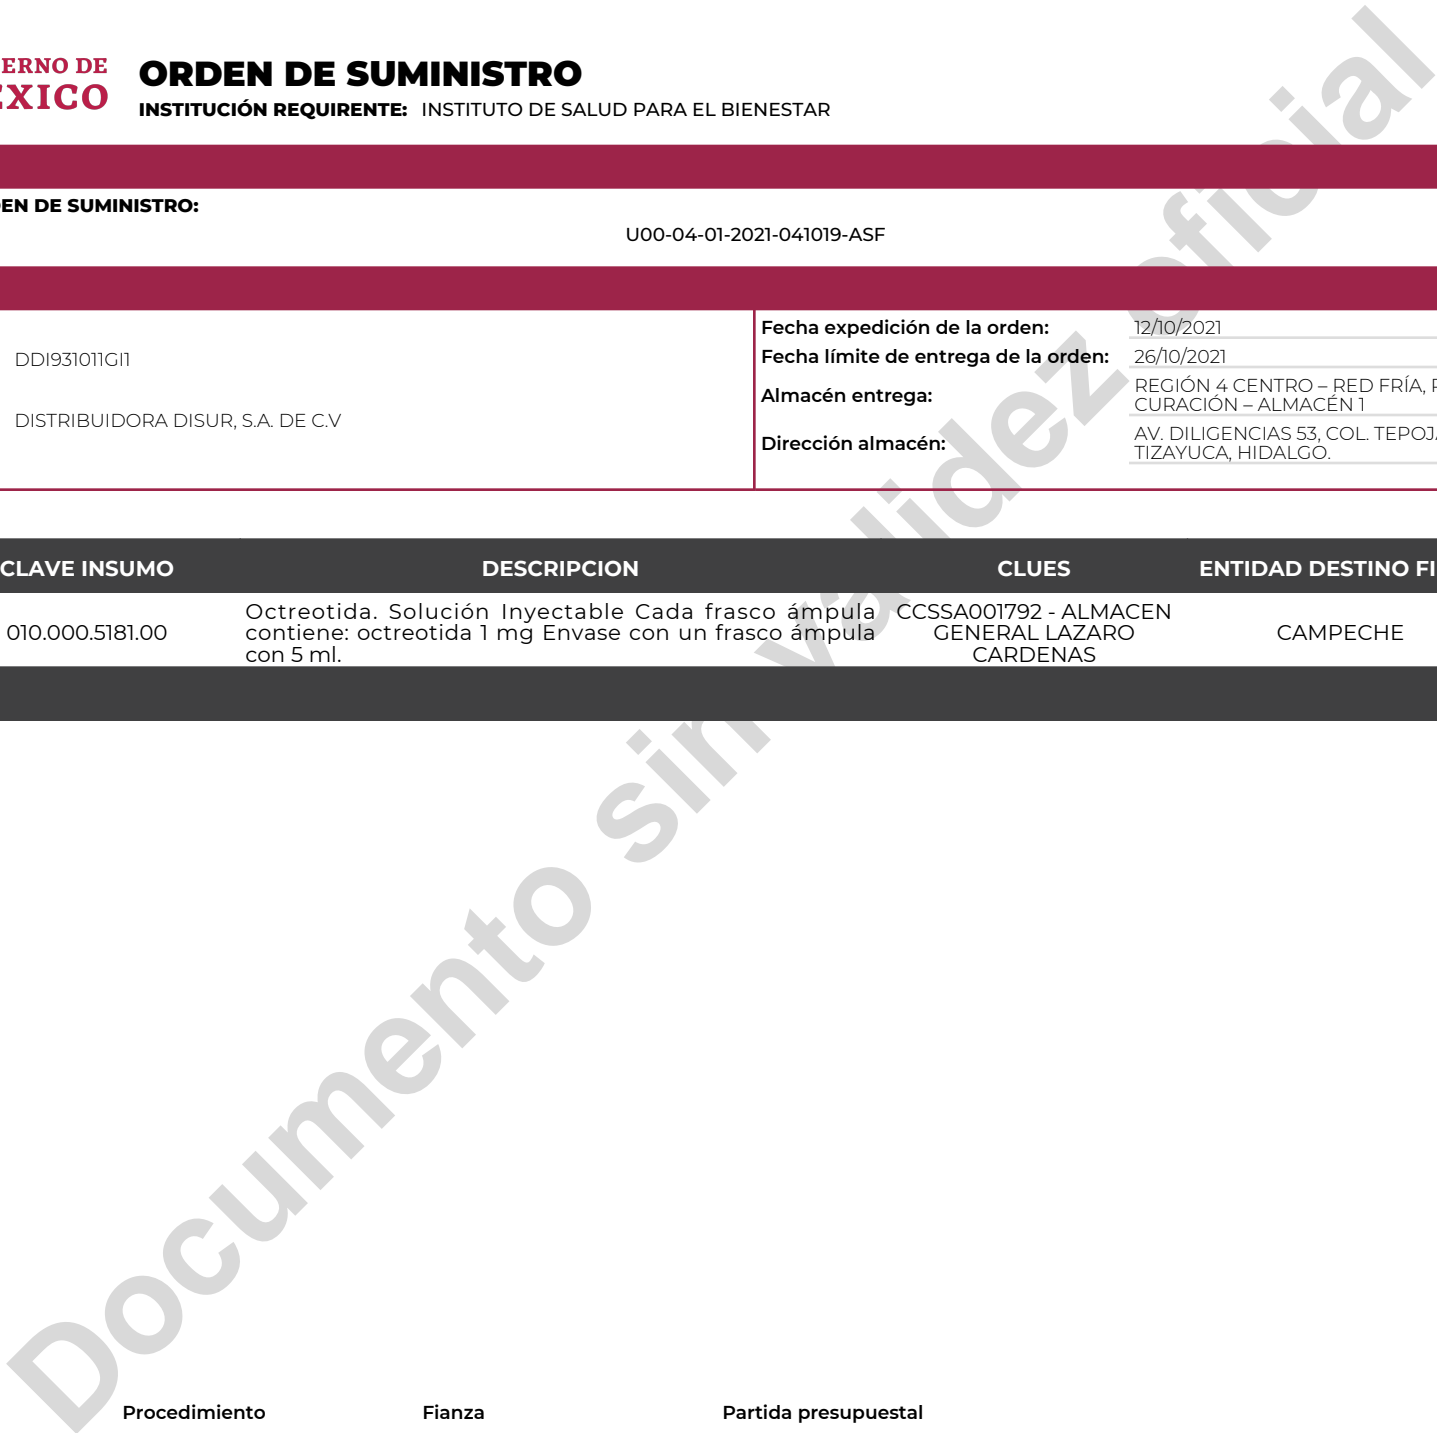 ERNO DE
XICO
ORDEN DE SUMINISTRO
INSTITUCIÓN REQUIRENTE: INSTITUTO DE SALUD PARA EL BIENESTAR
EN DE SUMINISTRO:
U00-04-01-2021-041019-ASF
DDI931011GI1
DISTRIBUIDORA DISUR, S.A. DE C.V
Fecha expedición de la orden: 12/10/2021
Fecha límite de entrega de la orden: 26/10/2021
Almacén entrega: REGIÓN 4 CENTRO – RED FRÍA,
CURACIÓN – ALMACÉN 1
Dirección almacén: AV. DILIGENCIAS 53, COL. TEPOJ
TIZAYUCA, HIDALGO.
CLAVE INSUMO DESCRIPCION CLUES ENTIDAD DESTINO FI
010.000.5181.00
Octreotida. Solución Inyectable Cada frasco ámpula
contiene: octreotida 1 mg Envase con un frasco ámpula
con 5 ml.
CCSSA001792 - ALMACEN
GENERAL LAZARO
CARDENAS
CAMPECHE
Documento sin validez oficial
Procedimiento Fianza Partida presupuestal